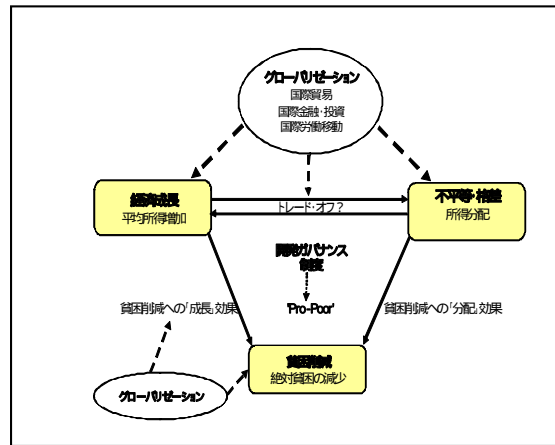 グローバリゼーション
国際貿易
国際金融・投資
国際労働移動
経済成長
平均所得増加
不平等・格差
所得分配
トレード・オフ？
開発ガバナンス
制度
'Pro-Poor'
貧困削減への「成長」効果
貧困削減への「分配」効果
貧困削減
絶対貧困の減少
グローバリゼーション